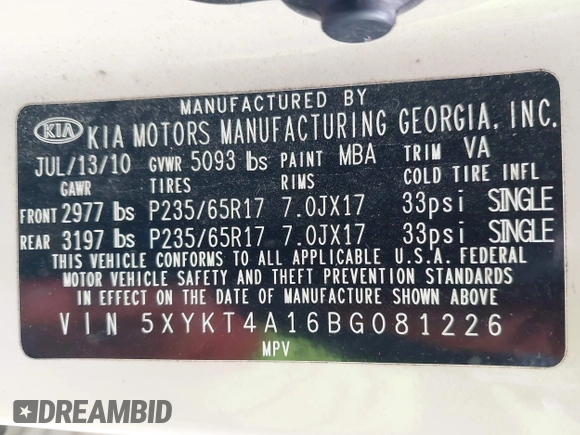 MANUFACTURED BY
KIA KIA MOTORS MANUFACTURING GEORGIA, INC.
JUL/13/10 GVWR 5093 lbs PAINT MBA TRIM VA
GAWR TIRES RIMS COLD TIRE INFL
FRONT 2977 lbs P235/65R17 7.0JX17 33psi SINGLE
REAR 3197 lbs P235/65R17 7.0JX17 33psi SINGLE
THIS VEHICLE CONFORMS TO ALL APPLICABLE U.S.A. FEDERAL
MOTOR VEHICLE SAFETY AND THEFT PREVENTION STANDARDS
IN EFFECT ON THE DATE OF MANUFACTURE SHOWN ABOVE
VIN 5XYKT4A16BG081226
MPV
DREAMBID